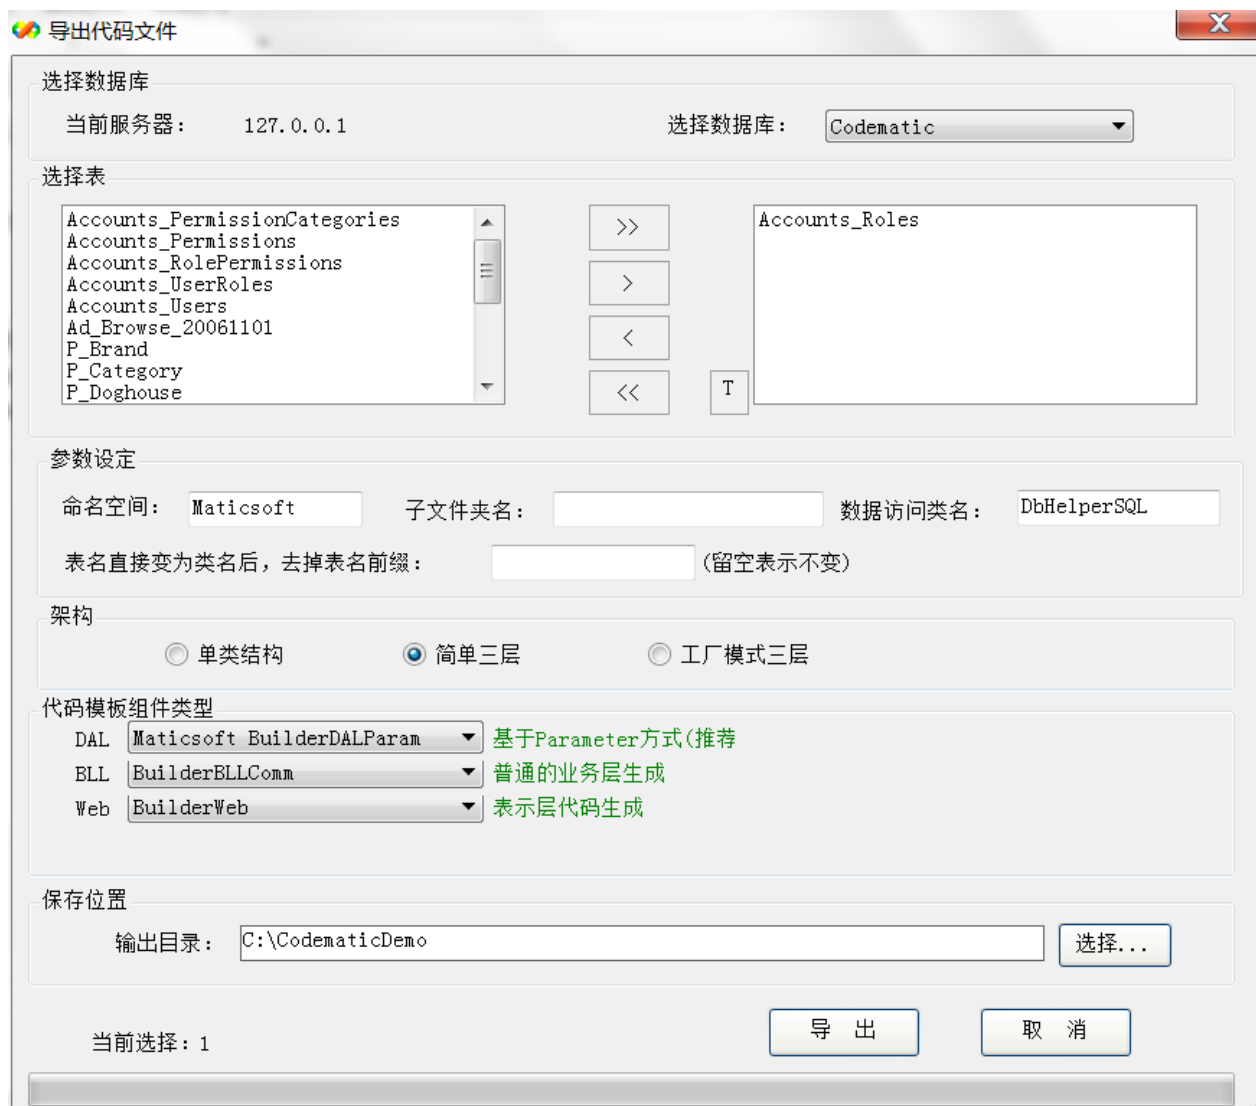 导出代码文件
选择数据库
当前服务器： 127.0.0.1 选择数据库： Codematic
选择表
Accounts_PermissionCategories
Accounts_Permissions
Accounts_RolePermissions
Accounts_UserRoles
Accounts_Users
Ad_Browse_20061101
P_Brand
P_Category
P_Doghouse
>>
>
<
<<
T
Accounts_Roles
参数设定
命名空间： Maticsoft 子文件夹名： 数据访问类名： DbHelperSQL
表名直接变为类名后，去掉表名前缀： (留空表示不变)
架构
单类结构 简单三层 工厂模式三层
代码模板组件类型
DAL Maticsoft BuilderDALParam 基于Parameter方式(推荐
BLL BuilderBLLComm 普通的业务层生成
Web BuilderWeb 表示层代码生成
保存位置
输出目录： C:\CodematicDemo 选择...
当前选择：1 导 出 取 消